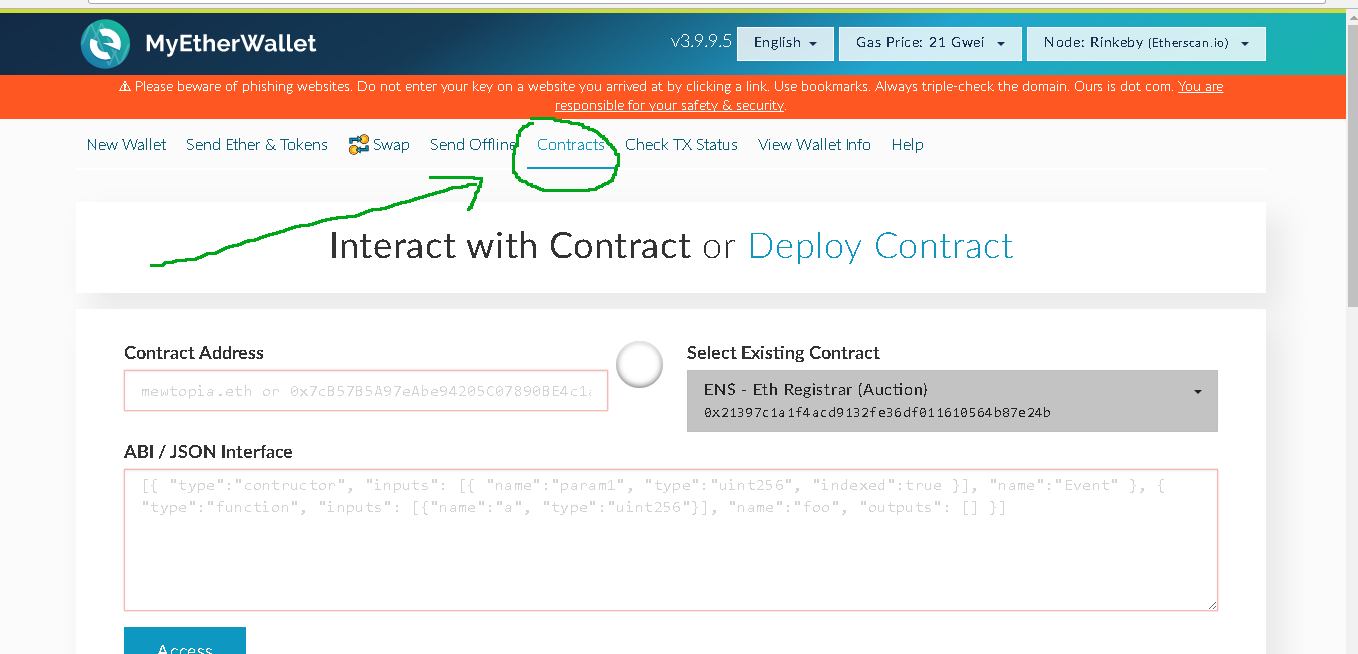 MyEtherWallet
v3.9.9.5 English Gas Price: 21 Gwei Node: Rinkeby (Etherscan.io)
⚠ Please beware of phishing websites. Do not enter your key on a website you arrived at by clicking a link. Use bookmarks. Always triple-check the domain. Ours is dot com. You are
responsible for your safety & security.
New Wallet Send Ether & Tokens Swap Send Offline Contracts Check TX Status View Wallet Info Help
Interact with Contract or Deploy Contract
Contract Address
mewtopia.eth or 0x7cB57B5A97eAbe94205C07890BE4c1a
Select Existing Contract
ENS - Eth Registrar (Auction)
0x21397c1a1f4acd9132fe36df011610564b87e24b
ABI / JSON Interface
[{ "type":"contructor", "inputs": [{ "name":"param1", "type":"uint256", "indexed":true }], "name":"Event" }, {
"type":"function", "inputs": [{"name":"a", "type":"uint256"}], "name":"foo", "outputs": [] }]
Access